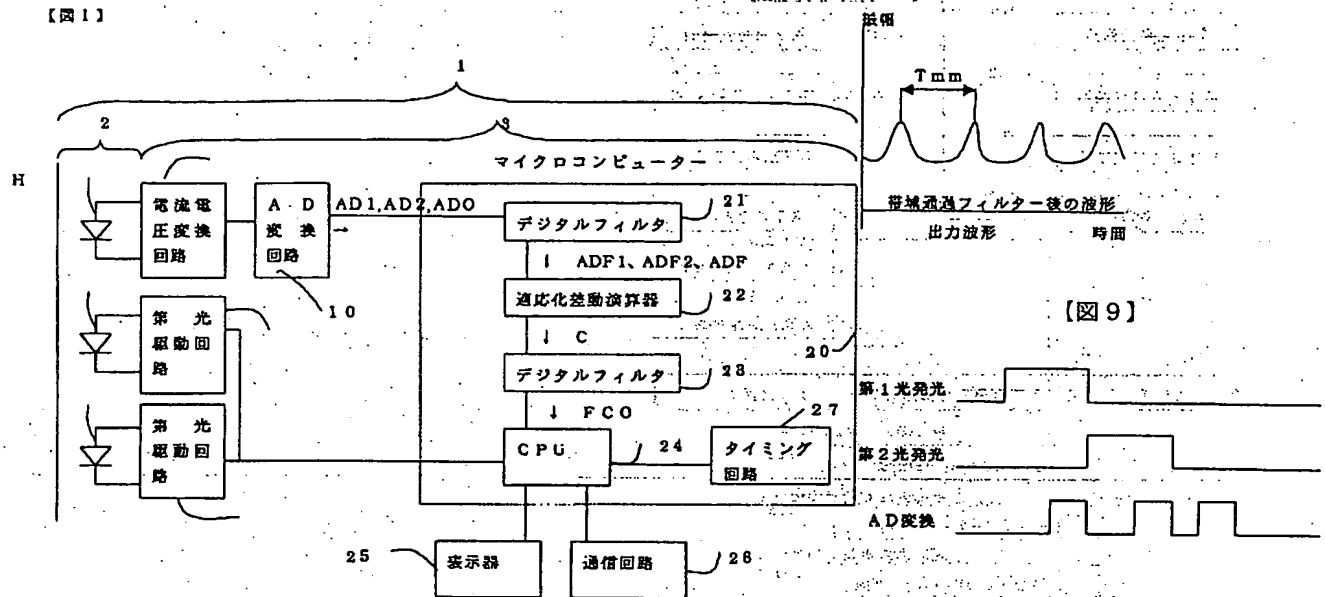 【図1】
1
2
3
H
電流電
圧変換
回路
A-D
変換
回路
AD1,AD2,AD0
→
10
第光
駆動回
路
第光
駆動回
路
マイクロコンピューター
デジタルフィルタ
21
↓ ADF1、ADF2、ADF
適応化差動演算器
22
↓ C
デジタルフィルタ
23
↓ FCO
CPU
24
タイミング
回路
27
20
25
表示器
通信回路
26
振幅
Tmm
帯域通過フィルター後の波形
出力波形
時間
【図9】
第1光発光
第2光発光
AD変換